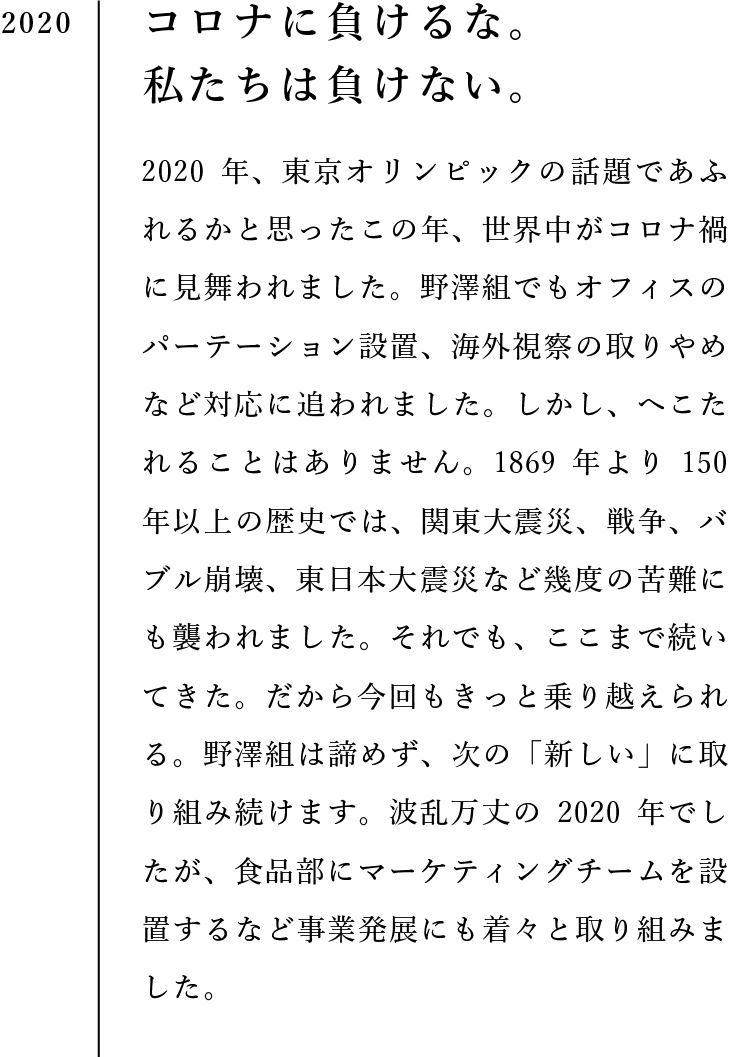 2020
コロナに負けるな。
私たちは負けない。
2020 年、東京オリンピックの話題であふ
れるかと思ったこの年、世界中がコロナ禍
に見舞われました。野澤組でもオフィスの
パーテーション設置、海外視察の取りやめ
など対応に追われました。しかし、へこた
れることはありません。1869 年より 150
年以上の歴史では、関東大震災、戦争、バ
ブル崩壊、東日本大震災など幾度の苦難に
も襲われました。それでも、ここまで続い
てきた。だから今回もきっと乗り越えられ
る。野澤組は諦めず、次の「新しい」に取
り組み続けます。波乱万丈の 2020 年でし
たが、食品部にマーケティングチームを設
置するなど事業発展にも着々と取り組みま
した。